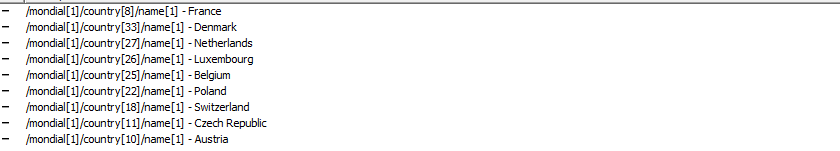 − /mondial[1]/country[8]/name[1] - France
− /mondial[1]/country[33]/name[1] - Denmark
− /mondial[1]/country[27]/name[1] - Netherlands
− /mondial[1]/country[26]/name[1] - Luxembourg
− /mondial[1]/country[25]/name[1] - Belgium
− /mondial[1]/country[22]/name[1] - Poland
− /mondial[1]/country[18]/name[1] - Switzerland
− /mondial[1]/country[11]/name[1] - Czech Republic
− /mondial[1]/country[10]/name[1] - Austria